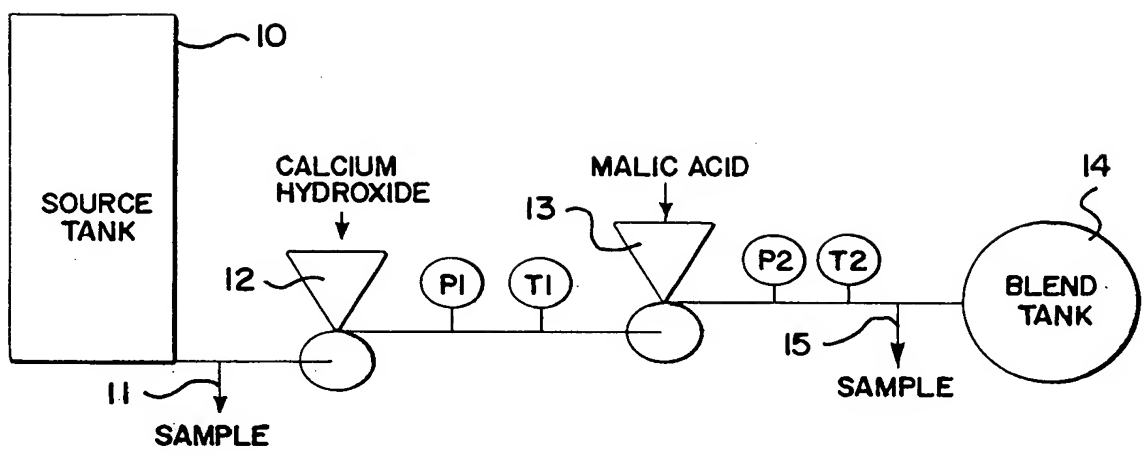 10
SOURCE
TANK
11
SAMPLE
CALCIUM
HYDROXIDE
12
P1
T1
MALIC ACID
13
P2
T2
15
SAMPLE
14
BLEND
TANK